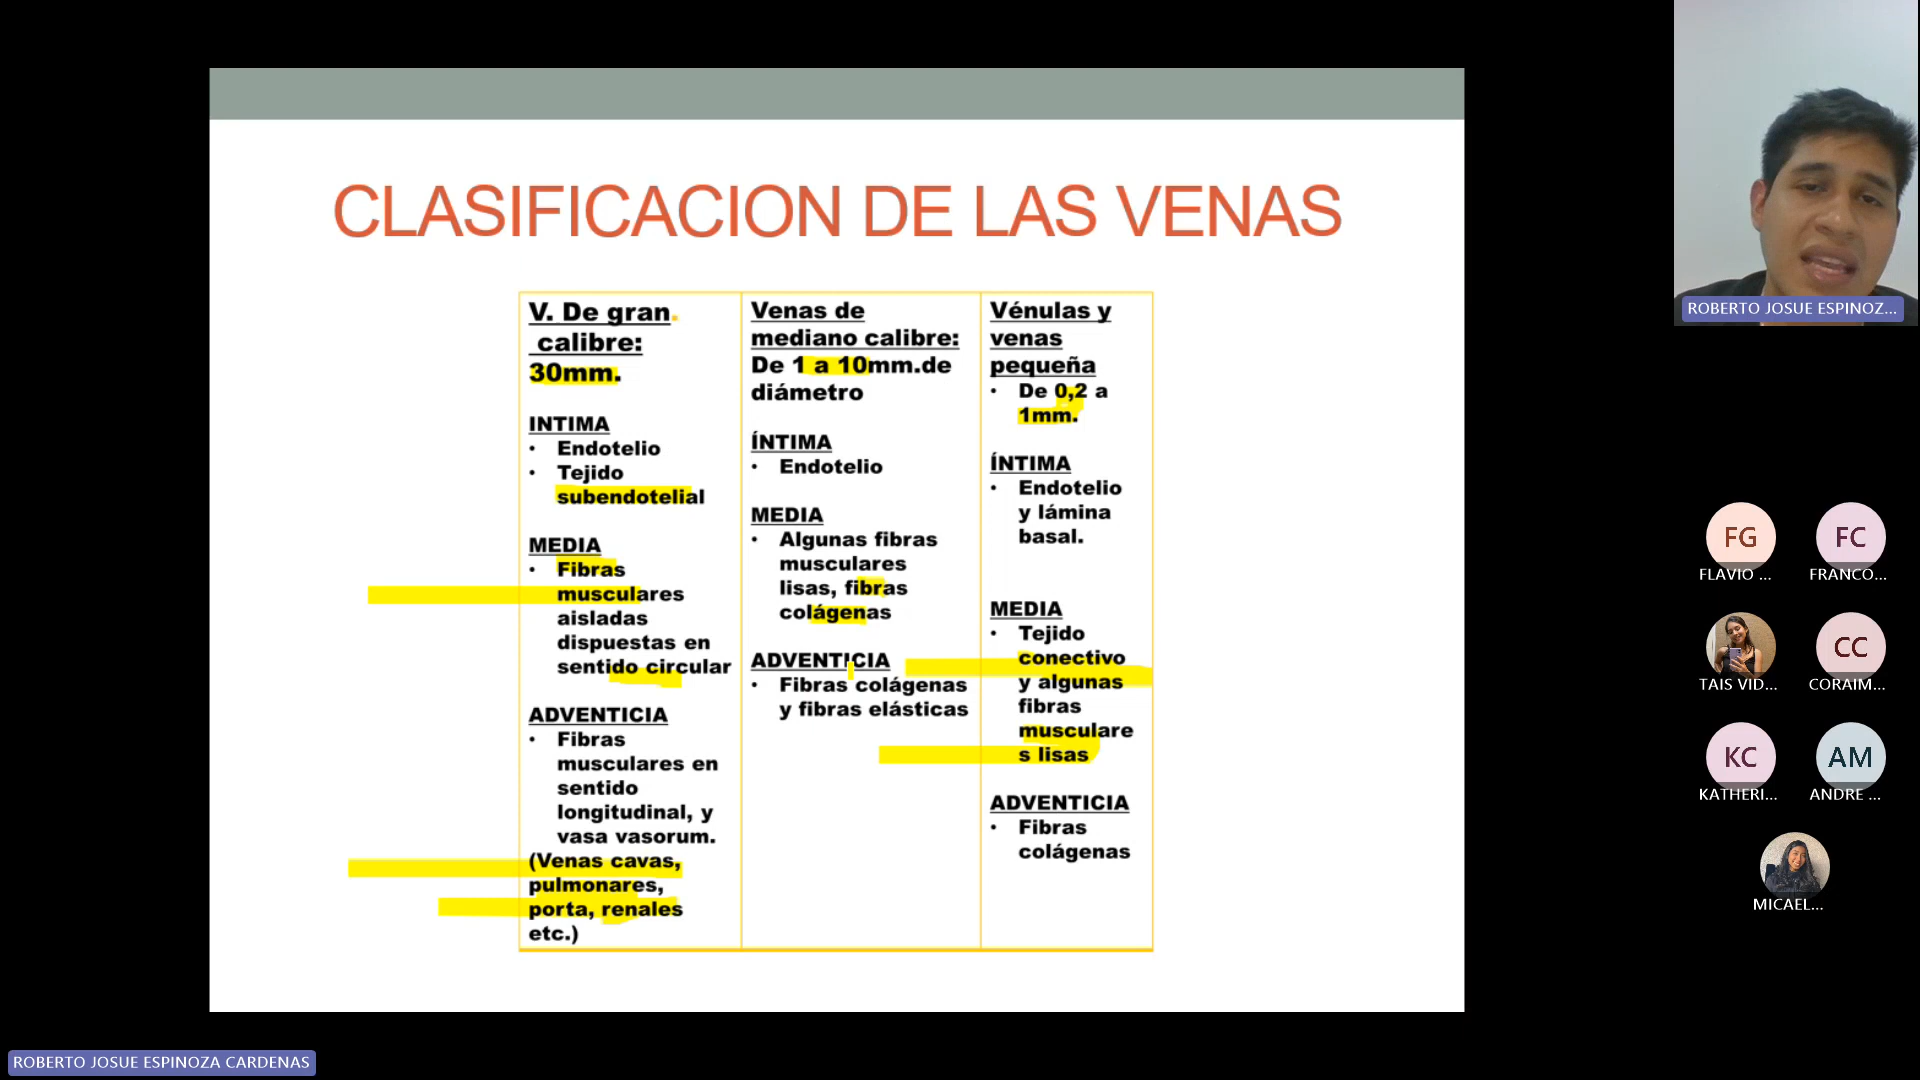 CLASIFICACION DE LAS VENAS
V. De gran.
calibre:
30mm.
INTIMA
• Endotelio
• Tejido
subendotelial
MEDIA
• Fibras
musculares
aisladas
dispuestas en
sentido circular
ADVENTICIA
• Fibras
musculares en
sentido
longitudinal, y
vasa vasorum.
(Venas cavas,
pulmonares,
porta, renales
etc.)
Venas de
mediano calibre:
De 1 a 10mm.de
diámetro
ÍNTIMA
• Endotelio
MEDIA
• Algunas fibras
musculares
lisas, fibras
colágenas
ADVENTICIA
• Fibras colágenas
y fibras elásticas
Vénulas y
venas
pequeña
• De 0,2 a
1mm.
ÍNTIMA
• Endotelio
y lámina
basal.
MEDIA
• Tejido
conectivo
y algunas
fibras
musculare
s lisas
ADVENTICIA
• Fibras
colágenas
ROBERTO JOSUE ESPINOZ...
FG
FLAVIO ...
FC
FRANCO...
TAIS VID...
CC
CORAIM...
KC
KATHERI...
AM
ANDRE ...
MICAEL...
ROBERTO JOSUE ESPINOZA CARDENAS